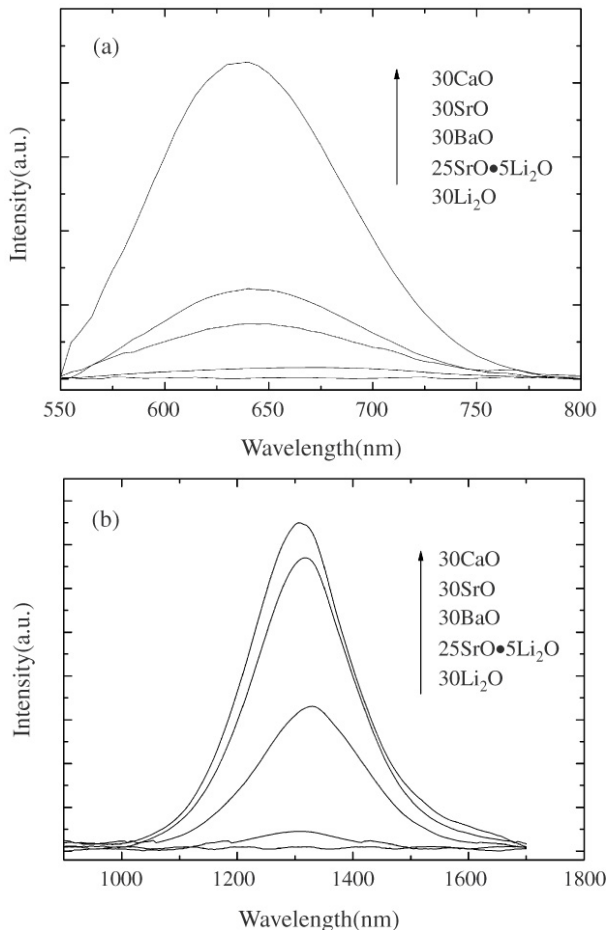 (a)
30CaO
30SrO
30BaO
25SrO●5Li₂O
30Li₂O
Intensity(a.u.)
550 600 650 700 750 800
Wavelength(nm)
(b)
30CaO
30SrO
30BaO
25SrO●5Li₂O
30Li₂O
Intensity(a.u.)
1000 1200 1400 1600 1800
Wavelength(nm)